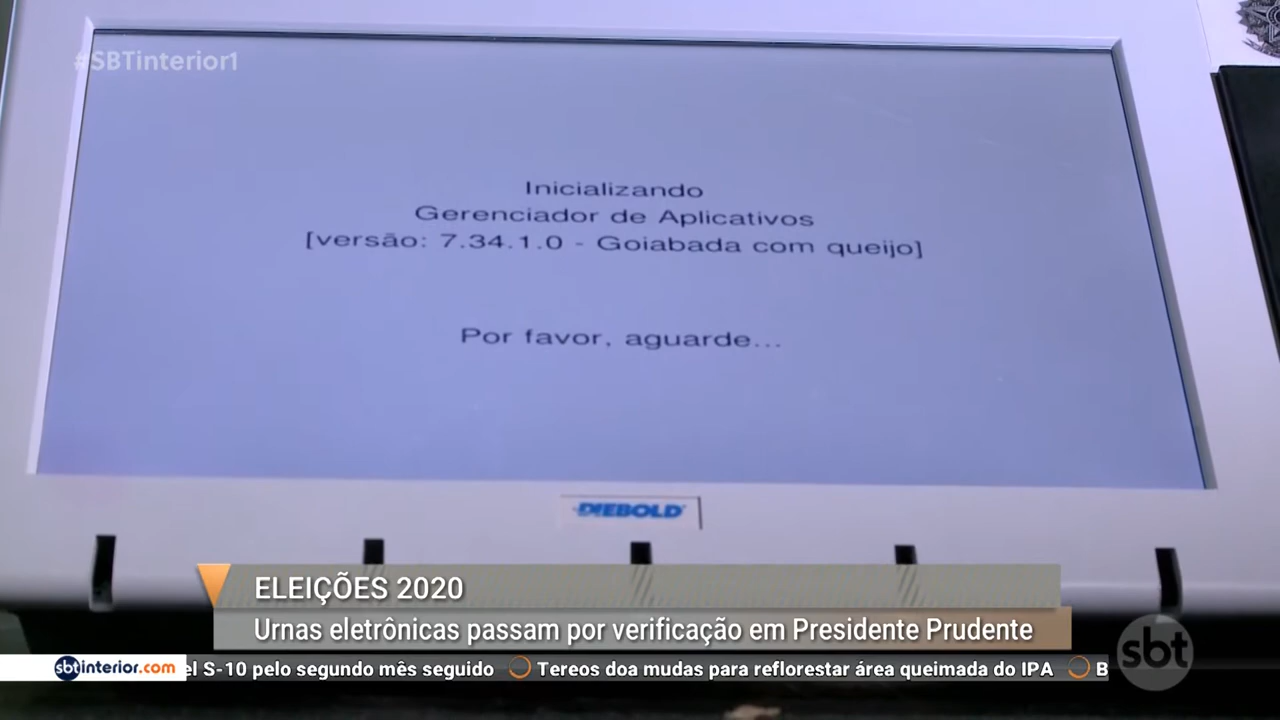 #SBTinterior1
Inicializando
Gerenciador de Aplicativos
[versão: 7.34.1.0 - Goiabada com queijo]
Por favor, aguarde...
DIEBOLD
ELEIÇÕES 2020
Urnas eletrônicas passam por verificação em Presidente Prudente
sbtinterior.com el S-10 pelo segundo mês seguido Tereos doa mudas para reflorestar área queimada do IPA B
sbt